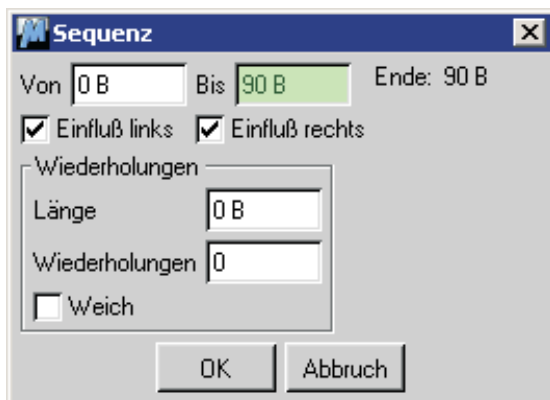 Sequenz
Von 0 B Bis 90 B Ende: 90 B
Einfluß links Einfluß rechts
Wiederholungen
Länge 0 B
Wiederholungen 0
Weich
OK Abbruch